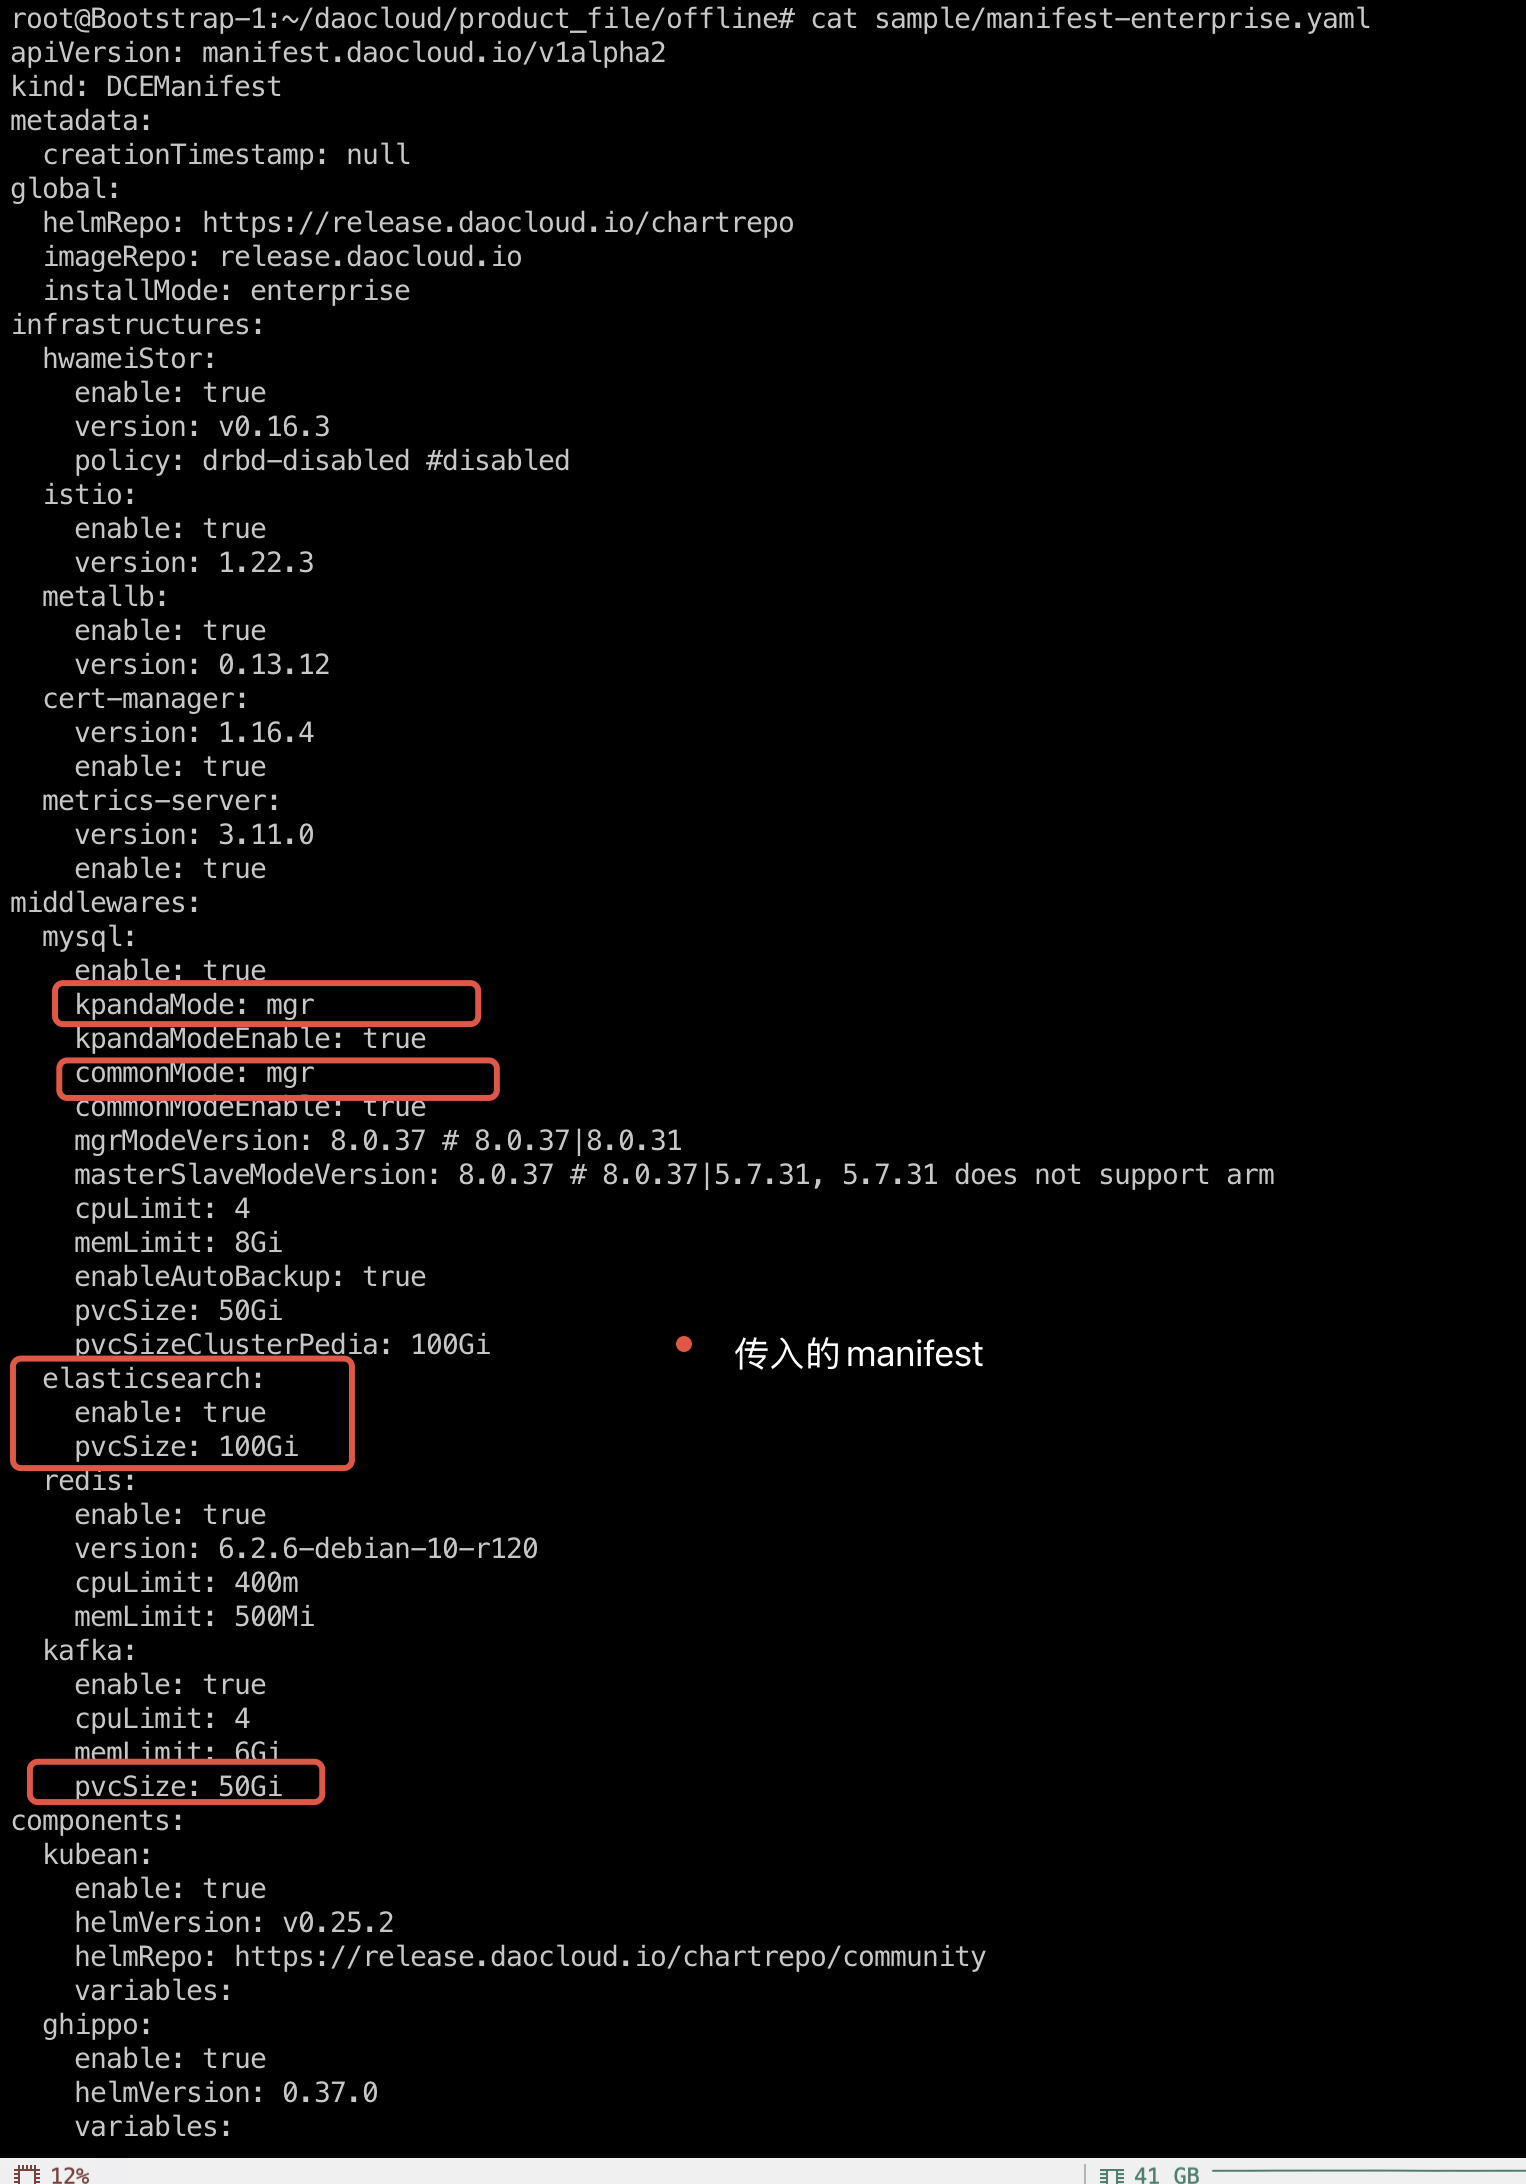 root@Bootstrap-1:~/daocloud/product_file/offline# cat sample/manifest-enterprise.yaml
apiVersion: manifest.daocloud.io/v1alpha2
kind: DCEManifest
metadata:
  creationTimestamp: null
global:
  helmRepo: https://release.daocloud.io/chartrepo
  imageRepo: release.daocloud.io
  installMode: enterprise
infrastructures:
  hwameiStor:
    enable: true
    version: v0.16.3
    policy: drbd-disabled #disabled
  istio:
    enable: true
    version: 1.22.3
  metallb:
    enable: true
    version: 0.13.12
  cert-manager:
    version: 1.16.4
    enable: true
  metrics-server:
    version: 3.11.0
    enable: true
middlewares:
  mysql:
    enable: true
    kpandaMode: mgr
    kpandaModeEnable: true
    commonMode: mgr
    commonModeEnable: true
    mgrModeVersion: 8.0.37 # 8.0.37|8.0.31
    masterSlaveModeVersion: 8.0.37 # 8.0.37|5.7.31, 5.7.31 does not support arm
    cpuLimit: 4
    memLimit: 8Gi
    enableAutoBackup: true
    pvcSize: 50Gi
    pvcSizeClusterPedia: 100Gi
• 传入的manifest
  elasticsearch:
    enable: true
    pvcSize: 100Gi
  redis:
    enable: true
    version: 6.2.6-debian-10-r120
    cpuLimit: 400m
    memLimit: 500Mi
  kafka:
    enable: true
    cpuLimit: 4
    memLimit: 6Gi
    pvcSize: 50Gi
components:
  kubean:
    enable: true
    helmVersion: v0.25.2
    helmRepo: https://release.daocloud.io/chartrepo/community
    variables:
  ghippo:
    enable: true
    helmVersion: 0.37.0
    variables:
12%
41 GB